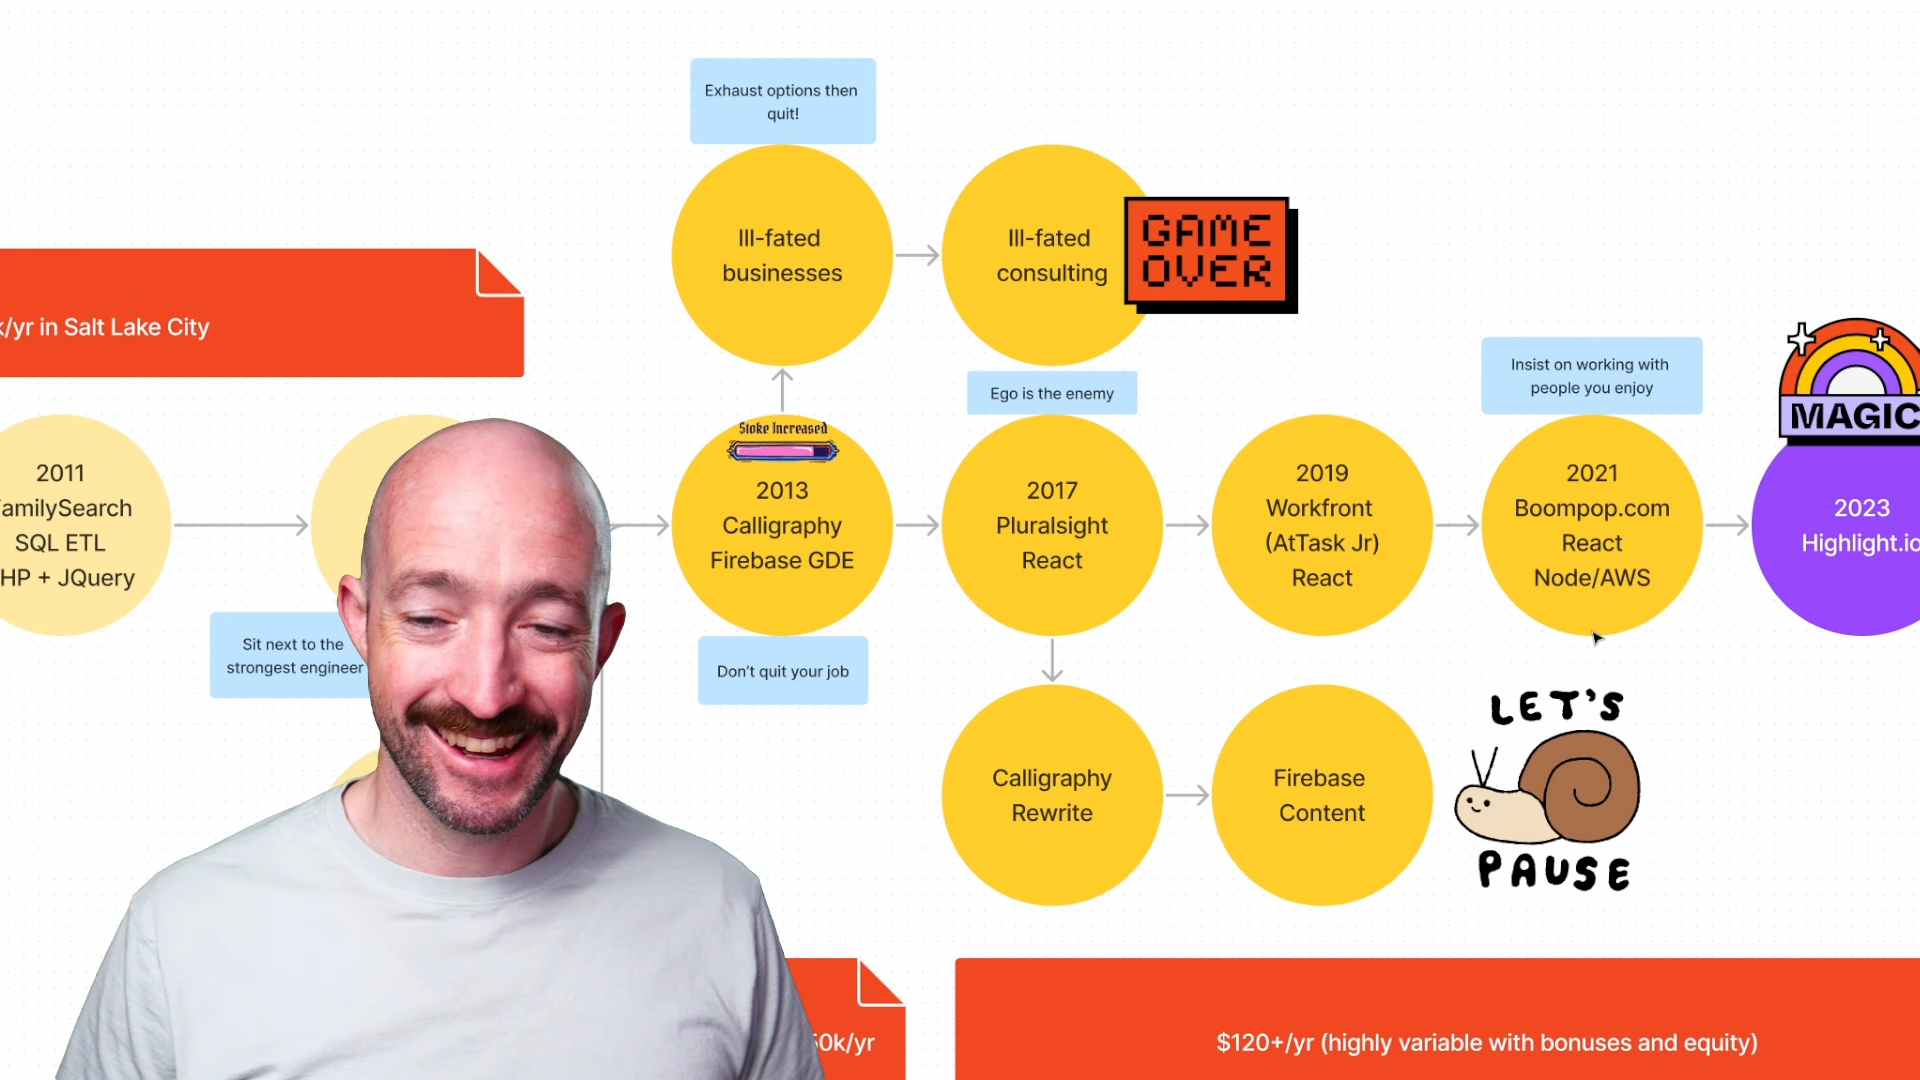 Exhaust options then
quit!
Ill-fated
businesses
Ill-fated
consulting
GAME
OVER
k/yr in Salt Lake City
Ego is the enemy
Insist on working with
people you enjoy
MAGIC
2011
amilySearch
SQL ETL
HP + JQuery
Stoke Increased
2013
Calligraphy
Firebase GDE
2017
Pluralsight
React
2019
Workfront
(AtTask Jr)
React
2021
Boompop.com
React
Node/AWS
2023
Highlight.io
Sit next to the
strongest engineer
Don't quit your job
Calligraphy
Rewrite
Firebase
Content
LET'S
PAUSE
50k/yr
$120+/yr (highly variable with bonuses and equity)